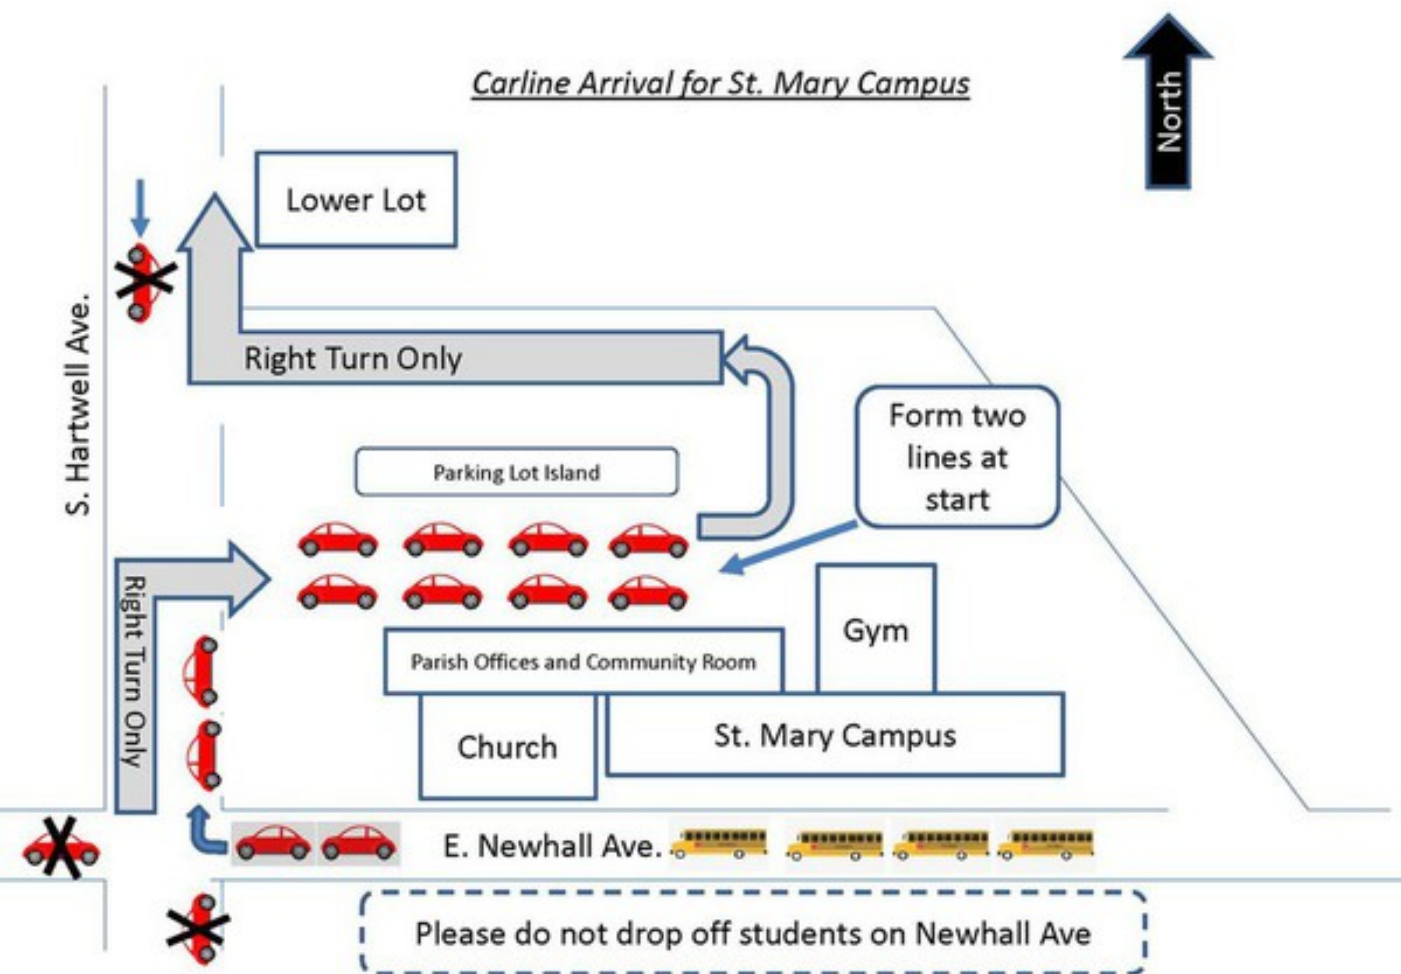 Carline Arrival for St. Mary Campus
North
Lower Lot
S. Hartwell Ave.
Right Turn Only
Form two
lines at
start
Parking Lot Island
Right Turn Only
Gym
Parish Offices and Community Room
Church
St. Mary Campus
E. Newhall Ave.
Please do not drop off students on Newhall Ave